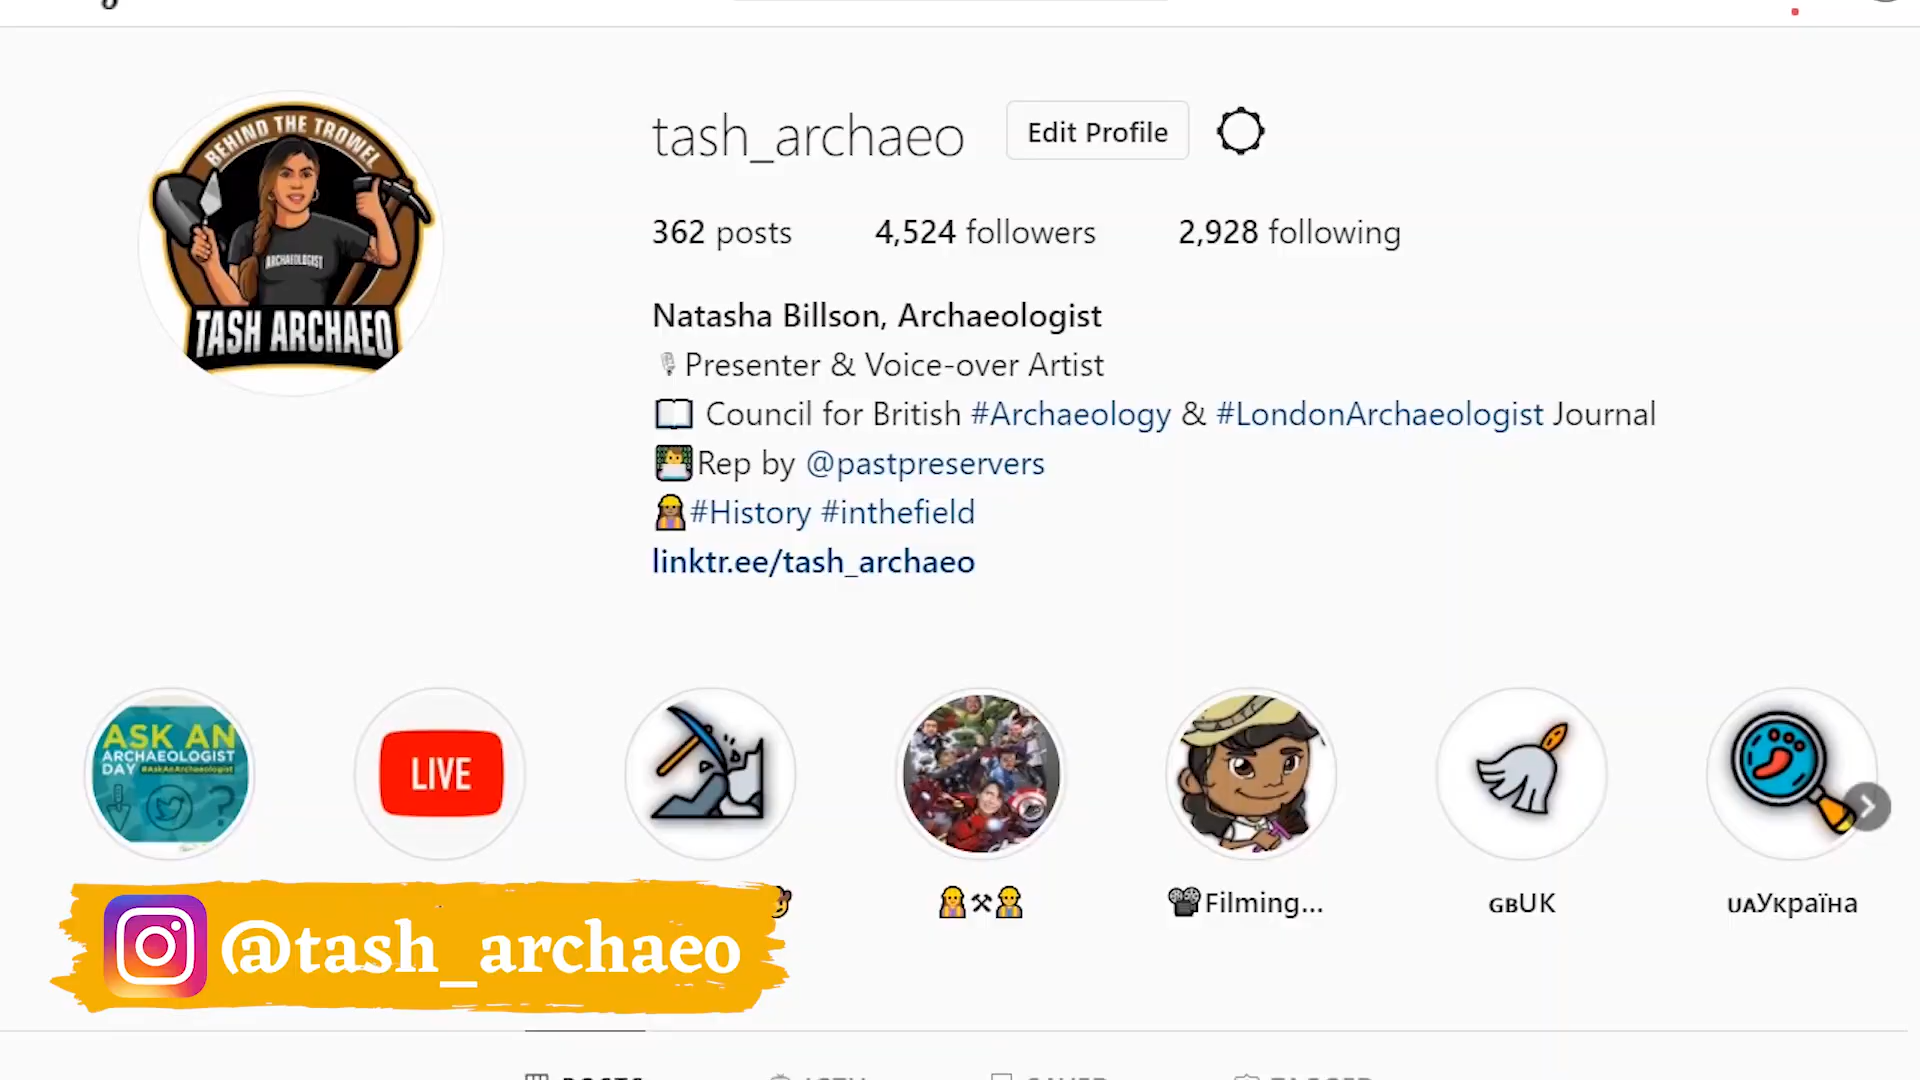 BEHIND THE TROWEL
ARCHAEOLOGIST
TASH ARCHAEO
tash_archaeo
Edit Profile
362 posts
4,524 followers
2,928 following
Natasha Billson, Archaeologist
Presenter & Voice-over Artist
Council for British #Archaeology & #LondonArchaeologist Journal
Rep by @pastpreservers
#History #inthefield
linktr.ee/tash_archaeo
ASK AN
ARCHAEOLOGIST
DAY #AskAnArchaeologist
LIVE
Filming...
GBUK
UAУкраїна
@tash_archaeo
POSTS